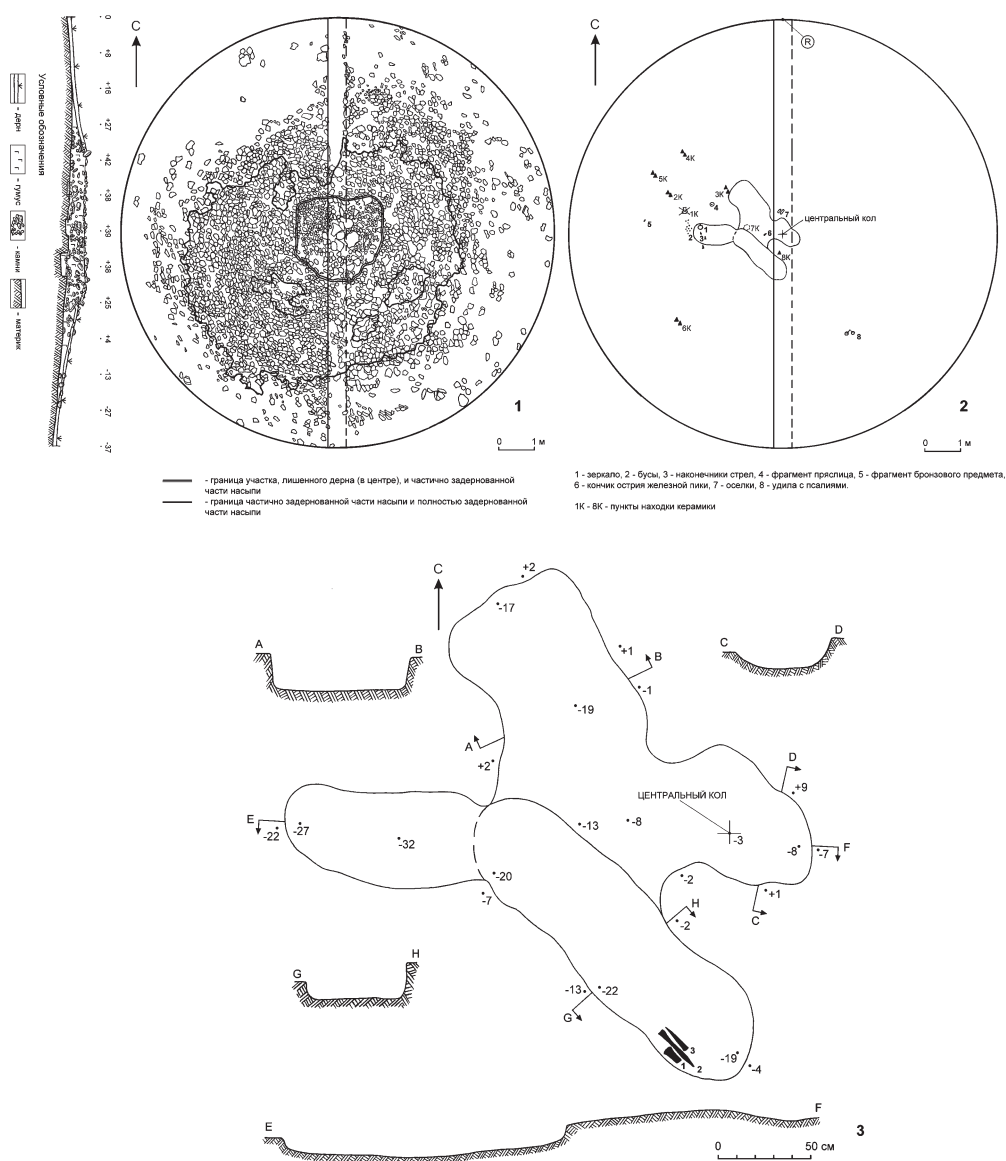 Условные обозначения
- дерн
- гумус
- камни
- материк
0
+8
+16
+27
+42
+38
+39
+38
+25
+4
-13
-27
-37
С
1
0 1 м
- граница участка, лишенного дерна (в центре), и частично задернованной
части насыпи
- граница частично задернованной части насыпи и полностью задернованной
части насыпи
С
R
4К
5К
2К
3К
4
1К
5
1
2
3
7К
6
7
центральный кол
8К
6К
8
2
0 1 м
1 - зеркало, 2 - бусы, 3 - наконечники стрел, 4 - фрагмент пряслица, 5 - фрагмент бронзового предмета,
6 - кончик острия железной пики, 7 - оселки, 8 - удила с псалиями.
1К - 8К - пункты находки керамики
С
+2
-17
A
B
C
D
+1
B
-1
-19
A
+2
D
+9
ЦЕНТРАЛЬНЫЙ КОЛ
E
-22
-27
-32
-13
-8
-3
-8
-7
F
-20
-7
-2
+1
C
H
-2
G
H
-13
-22
G
3
1
2
-19
-4
E
F
3
0 50 см